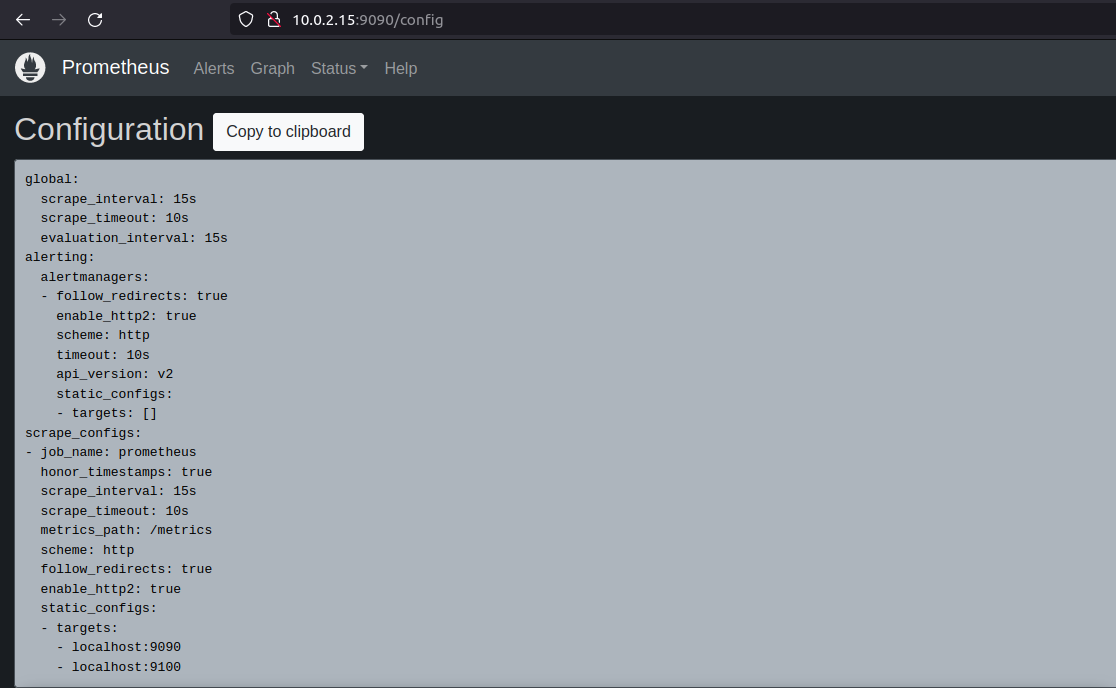 10.0.2.15:9090/config
Prometheus Alerts Graph Status Help
Configuration Copy to clipboard
global:
  scrape_interval: 15s
  scrape_timeout: 10s
  evaluation_interval: 15s
alerting:
  alertmanagers:
  - follow_redirects: true
    enable_http2: true
    scheme: http
    timeout: 10s
    api_version: v2
    static_configs:
    - targets: []
scrape_configs:
- job_name: prometheus
  honor_timestamps: true
  scrape_interval: 15s
  scrape_timeout: 10s
  metrics_path: /metrics
  scheme: http
  follow_redirects: true
  enable_http2: true
  static_configs:
  - targets:
    - localhost:9090
    - localhost:9100